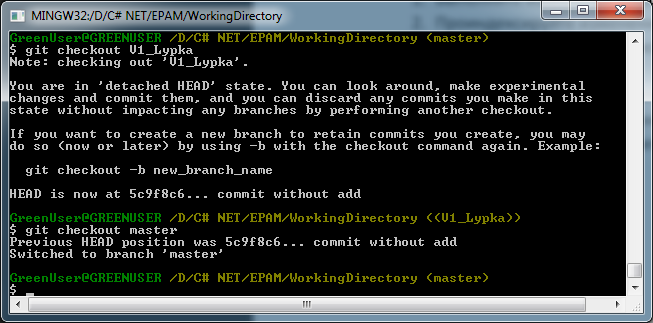 MINGW32:/D/C# NET/EPAM/WorkingDirectory
GreenUser@GREENUSER /D/C# NET/EPAM/WorkingDirectory (master)
$ git checkout V1_Lypka
Note: checking out 'V1_Lypka'.
You are in 'detached HEAD' state. You can look around, make experimental
changes and commit them, and you can discard any commits you make in this
state without impacting any branches by performing another checkout.
If you want to create a new branch to retain commits you create, you may
do so (now or later) by using -b with the checkout command again. Example:
git checkout -b new_branch_name
HEAD is now at 5c9f8c6... commit without add
GreenUser@GREENUSER /D/C# NET/EPAM/WorkingDirectory ((V1_Lypka))
$ git checkout master
Previous HEAD position was 5c9f8c6... commit without add
Switched to branch 'master'
GreenUser@GREENUSER /D/C# NET/EPAM/WorkingDirectory (master)
$